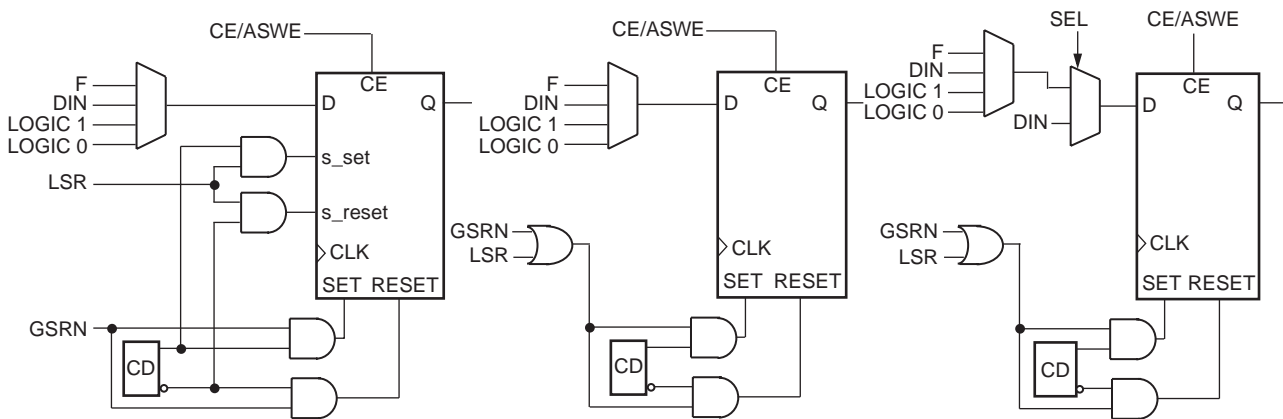 CE/ASWE
F
DIN
LOGIC 1
LOGIC 0
LSR
GSRN
CD
CE
D
Q
s_set
s_reset
CLK
SET RESET
CE/ASWE
F
DIN
LOGIC 1
LOGIC 0
GSRN
LSR
CD
CE
D
Q
CLK
SET RESET
SEL
CE/ASWE
F
DIN
LOGIC 1
LOGIC 0
DIN
GSRN
LSR
CD
CE
D
Q
CLK
SET RESET